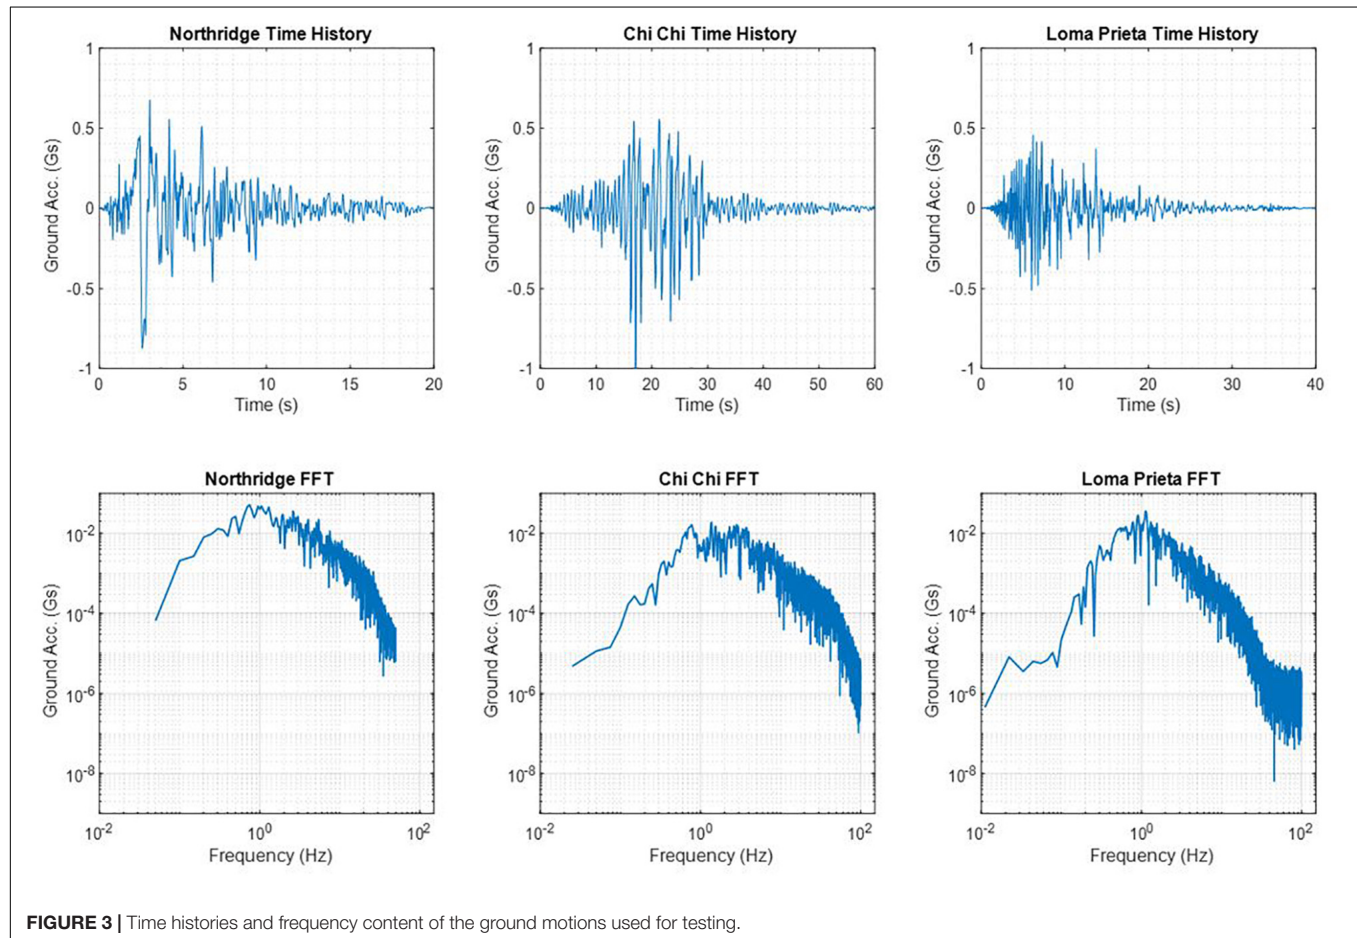 Northridge Time History
Chi Chi Time History
Loma Prieta Time History
Ground Acc. (Gs)
1
0.5
0
-0.5
-1
0 5 10 15 20
Time (s)
Ground Acc. (Gs)
1
0.5
0
-0.5
-1
0 10 20 30 40 50 60
Time (s)
Ground Acc. (Gs)
1
0.5
0
-0.5
-1
0 10 20 30 40
Time (s)
Northridge FFT
Chi Chi FFT
Loma Prieta FFT
Ground Acc. (Gs)
10⁻²
10⁻⁴
10⁻⁶
10⁻⁸
10⁻² 10⁰ 10²
Frequency (Hz)
Ground Acc. (Gs)
10⁻²
10⁻⁴
10⁻⁶
10⁻⁸
10⁻² 10⁰ 10²
Frequency (Hz)
Ground Acc. (Gs)
10⁻²
10⁻⁴
10⁻⁶
10⁻⁸
10⁻² 10⁰ 10²
Frequency (Hz)
FIGURE 3 | Time histories and frequency content of the ground motions used for testing.